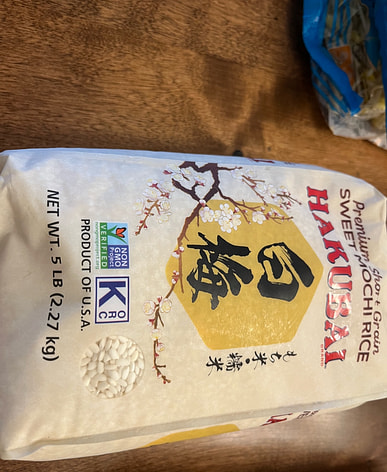 Premium Short Grain
SWEET MOCHI RICE
HAKUBAI
白梅
もち米・糯米
NON
GMO
Project
VERIFIED
K
O R C
PRODUCT OF U.S.A.
NET WT. 5 LB (2.27 kg)